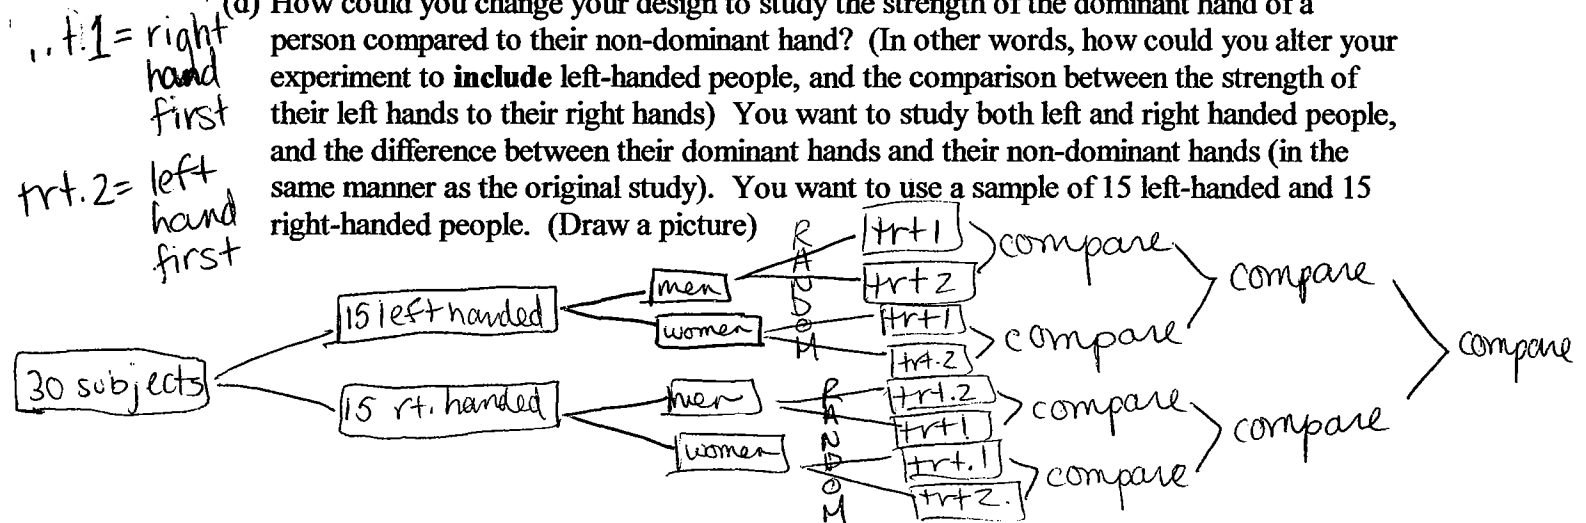 (d) How could you change your design to study the strength of the dominant hand of a
person compared to their non-dominant hand? (In other words, how could you alter your
experiment to include left-handed people, and the comparison between the strength of
their left hands to their right hands) You want to study both left and right handed people,
and the difference between their dominant hands and their non-dominant hands (in the
same manner as the original study). You want to use a sample of 15 left-handed and 15
right-handed people. (Draw a picture)
t.1 = right
hand
first
trt.2 = left
hand
first
30 subjects
15 left handed
15 rt. handed
men
women
men
women
RANDOM
RANDOM
trt1
trt2
trt1
trt.2
trt.2
trt1
trt.1
trt2.
compare
compare
compare
compare
compare
compare
compare